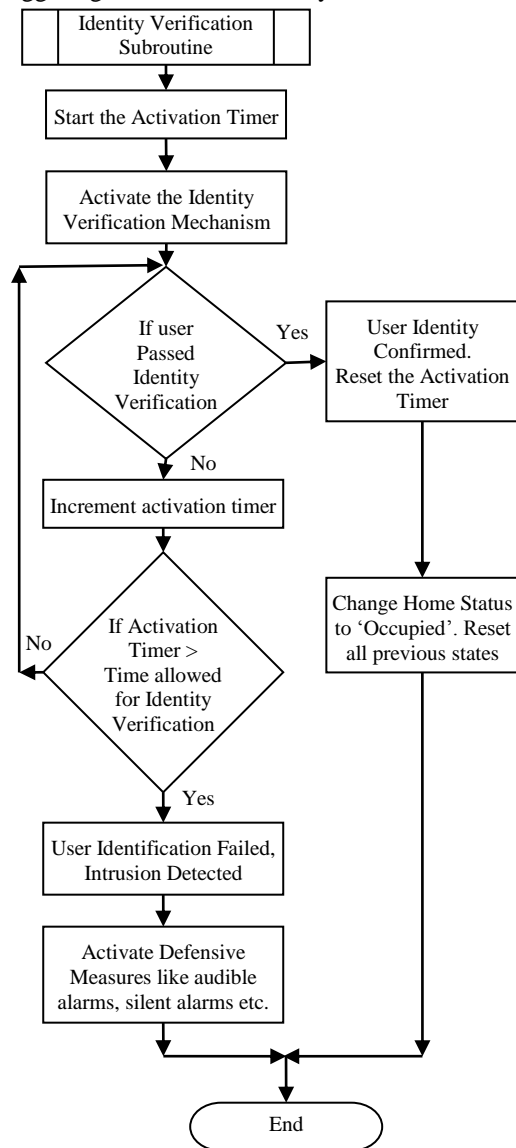 Identity Verification
Subroutine
Start the Activation Timer
Activate the Identity
Verification Mechanism
If user
Passed
Identity
Verification
Yes
User Identity
Confirmed.
Reset the Activation
Timer
No
Increment activation timer
If Activation
Timer >
Time allowed
for Identity
Verification
No
Change Home Status
to ‘Occupied’. Reset
all previous states
Yes
User Identification Failed,
Intrusion Detected
Activate Defensive
Measures like audible
alarms, silent alarms etc.
End